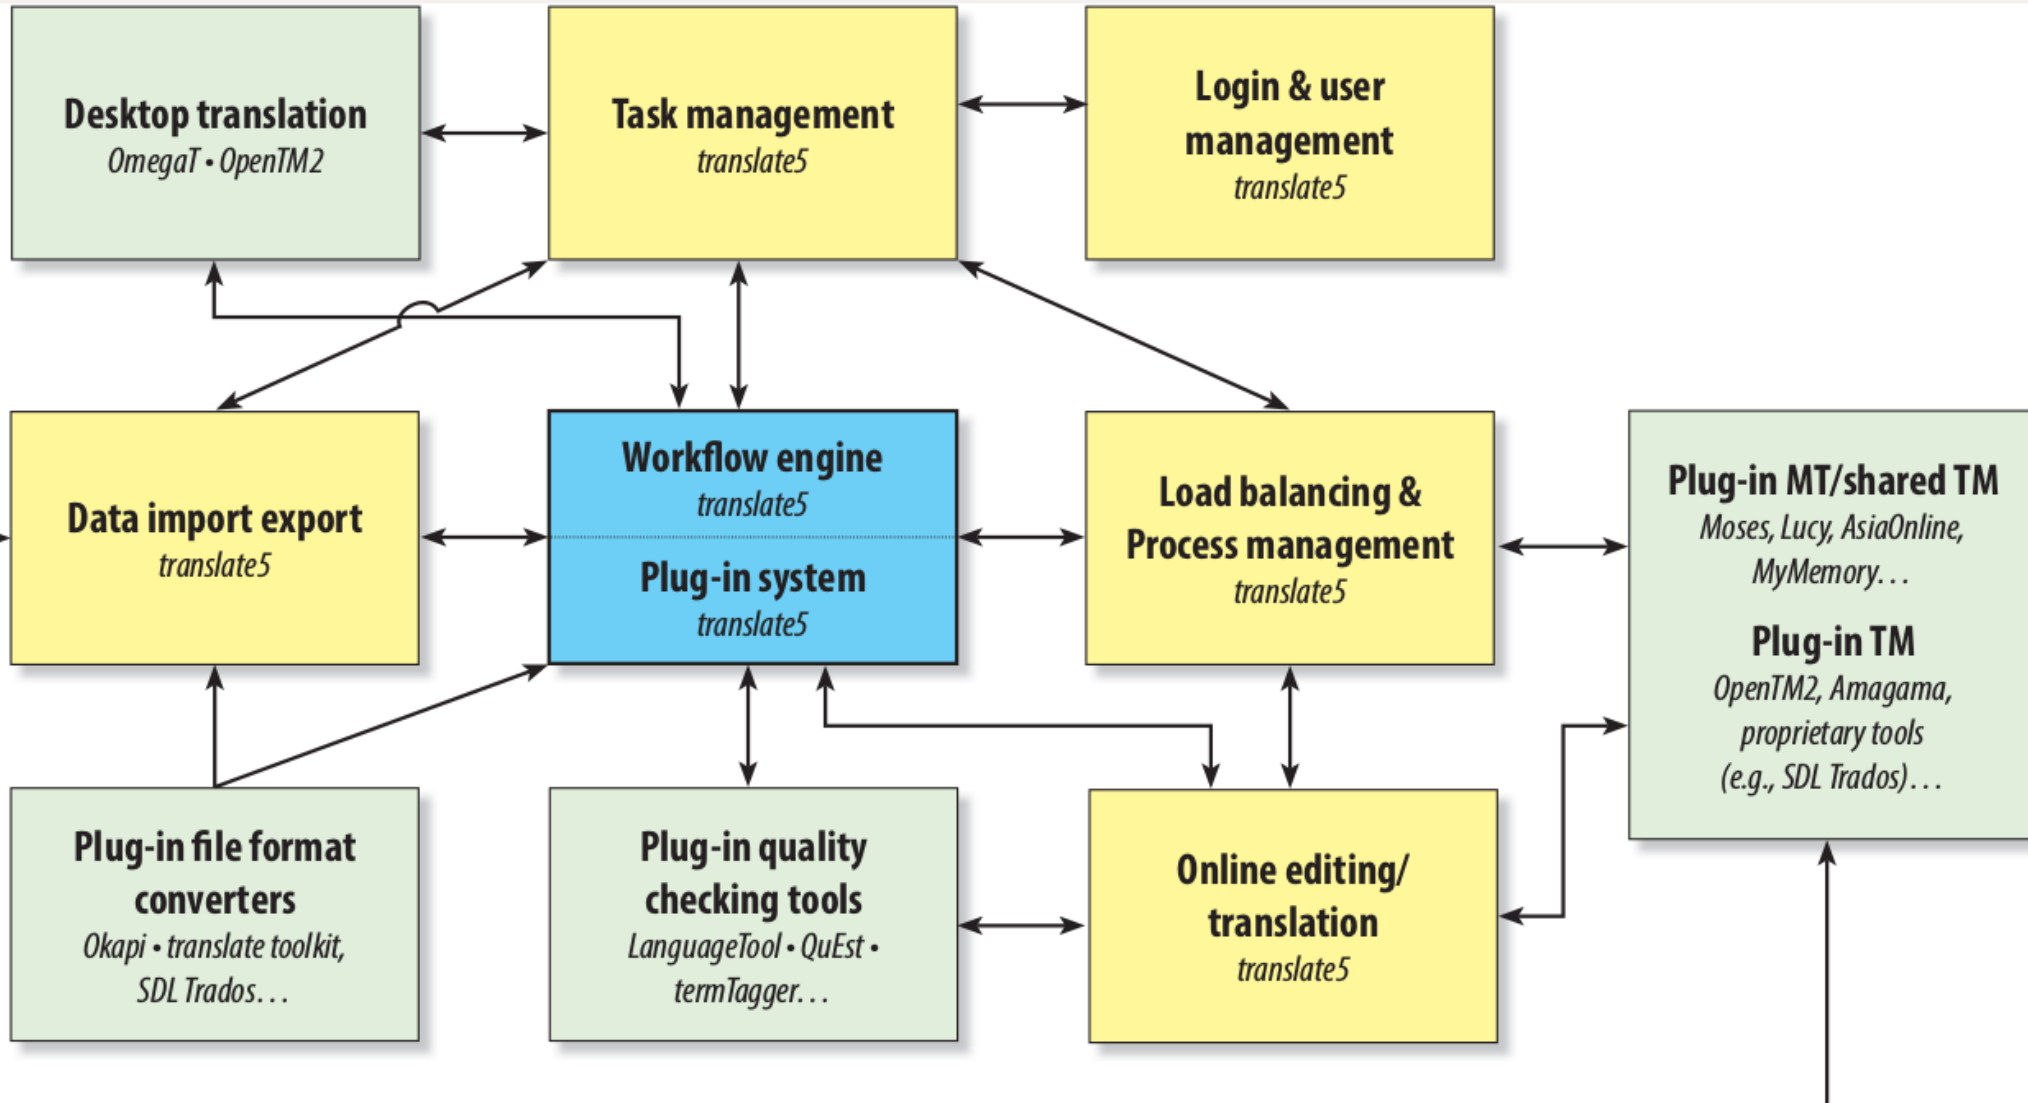 Desktop translation
OmegaT • OpenTM2
Task management
translate5
Login & user
management
translate5
Data import export
translate5
Workflow engine
translate5
Plug-in system
translate5
Load balancing &
Process management
translate5
Plug-in MT/shared TM
Moses, Lucy, AsiaOnline,
MyMemory...
Plug-in TM
OpenTM2, Amagama,
proprietary tools
(e.g., SDL Trados)...
Plug-in file format
converters
Okapi • translate toolkit,
SDL Trados...
Plug-in quality
checking tools
LanguageTool • QuEst •
termTagger...
Online editing/
translation
translate5